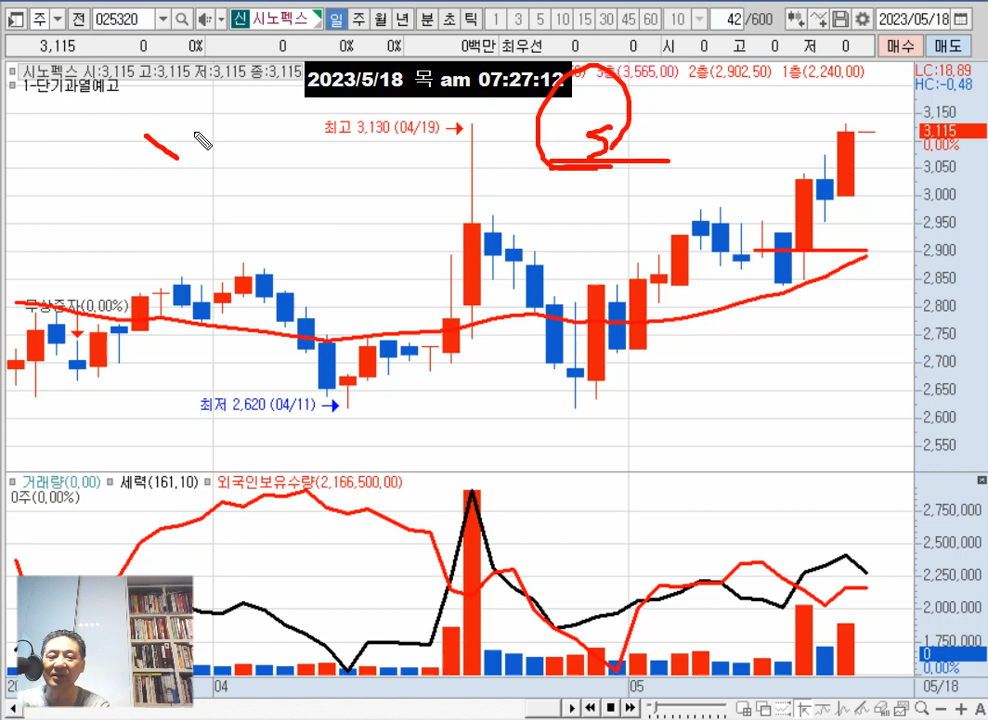 주 전 025320 신 시노펙스 일 주 월 년 분 초 틱 1 3 5 10 15 30 45 60 10 42 /600 2023/05/18
3,115 0 0% 0 0% 0% 0백만 최우선 0 0 시 0 고 0 저 0 매수 매도
시노펙스 시:3,115 고:3,115 저:3,115 종:3,115
2023/5/18 목 am 07:27:12
3층(3,565.00) 2층(2,902.50) 1층(2,240.00)
LC:18.89
HC:-0.48
1-단기과열예고
3,150
최고 3,130 (04/19)
5
3,115
0.00%
3,050
3,000
2,950
2,900
2,850
무상증자(0,00%)
2,800
2,750
2,700
2,650
최저 2,620 (04/11)
2,600
2,550
거래량(0,00) 세력(161,10) 외국인보유수량(2,166,500,00)
0주(0,00%)
2,750,000
2,500,000
2,250,000
2,000,000
1,750,000
0
0,00%
04 05 05/18